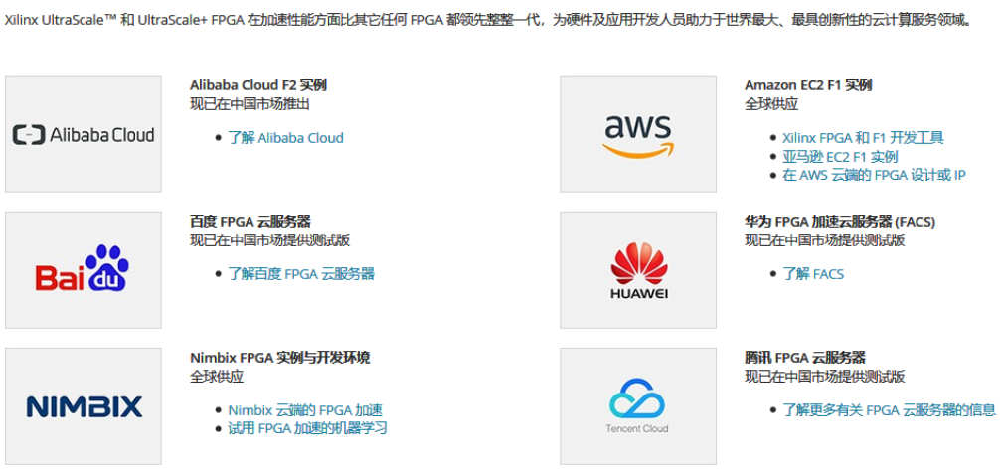 Xilinx UltraScale™ 和 UltraScale+ FPGA 在加速性能方面比其它任何 FPGA 都领先整整一代，为硬件及应用开发人员助力于世界最大、最具创新性的云计算服务领域。
Alibaba Cloud
Alibaba Cloud F2 实例
现已在中国市场推出
了解 Alibaba Cloud
aws
Amazon EC2 F1 实例
全球供应
Xilinx FPGA 和 F1 开发工具
亚马逊 EC2 F1 实例
在 AWS 云端的 FPGA 设计或 IP
Baidu
百度 FPGA 云服务器
现已在中国市场提供测试版
了解百度 FPGA 云服务器
HUAWEI
华为 FPGA 加速云服务器 (FACS)
现已在中国市场提供测试版
了解 FACS
NIMBIX
Nimbix FPGA 实例与开发环境
全球供应
Nimbix 云端的 FPGA 加速
试用 FPGA 加速的机器学习
Tencent Cloud
腾讯 FPGA 云服务器
现已在中国市场提供测试版
了解更多有关 FPGA 云服务器的信息